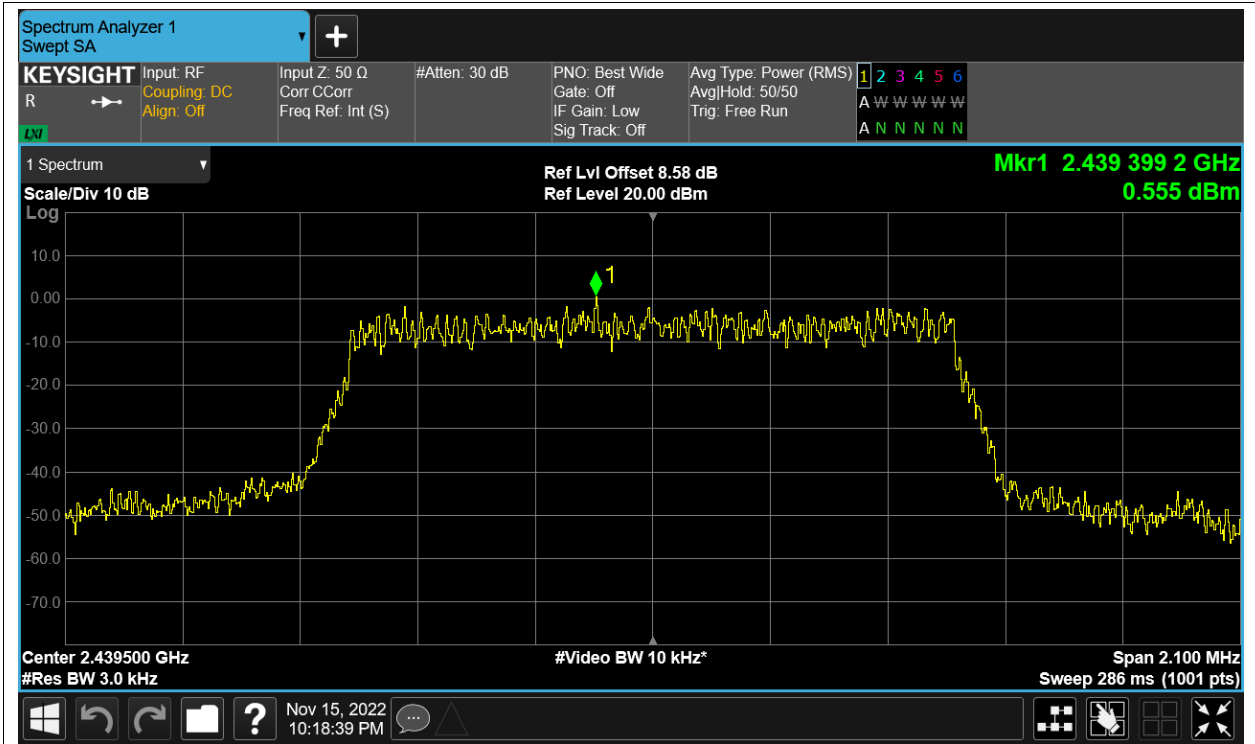 Spectrum Analyzer 1
Swept SA
KEYSIGHT
R
LXI
Input: RF
Coupling: DC
Align: Off
Input Z: 50 Ω
Corr CCorr
Freq Ref: Int (S)
#Atten: 30 dB
PNO: Best Wide
Gate: Off
IF Gain: Low
Sig Track: Off
Avg Type: Power (RMS)
Avg|Hold: 50/50
Trig: Free Run
1 2 3 4 5 6
A W W W W W
A N N N N N
1 Spectrum
Scale/Div 10 dB
Log
Ref Lvl Offset 8.58 dB
Ref Level 20.00 dBm
Mkr1 2.439 399 2 GHz
0.555 dBm
1
10.0
0.00
-10.0
-20.0
-30.0
-40.0
-50.0
-60.0
-70.0
Center 2.439500 GHz
#Res BW 3.0 kHz
#Video BW 10 kHz*
Span 2.100 MHz
Sweep 286 ms (1001 pts)
?
Nov 15, 2022
10:18:39 PM